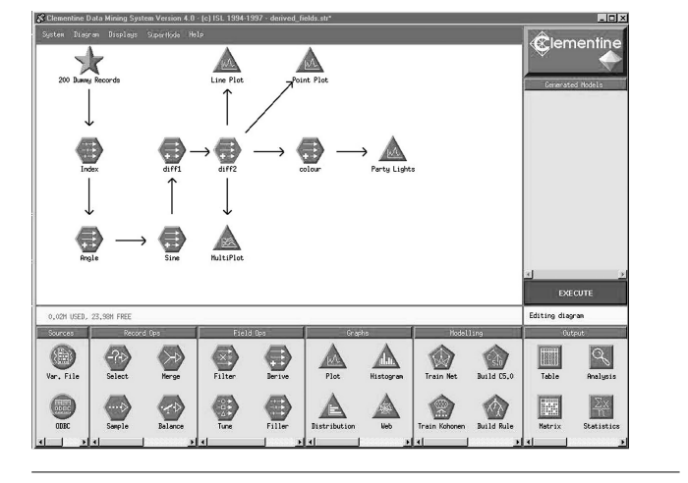 Clementine Data Mining System Version 4.0 - (c) ISL 1994-1997 - derived_fields.str*
System Diagram Displays SuperNode Help
Clementine
200 Dummy Records
Line Plot
Point Plot
Generated Models
Index
diff1
diff2
colour
Party Lights
Angle
Sine
MultiPlot
EXECUTE
0.02M USED, 23.98M FREE
Editing diagram
Sources
Record Ops
Field Ops
Graphs
Modelling
Output
Var. File
Select
Merge
Filter
Derive
Plot
Histogram
Train Net
Build C5.0
Table
Analysis
ODBC
ODBC
Sample
Balance
Tune
Filler
Distribution
Web
Train Kohonen
Build Rule
Matrix
Statistics